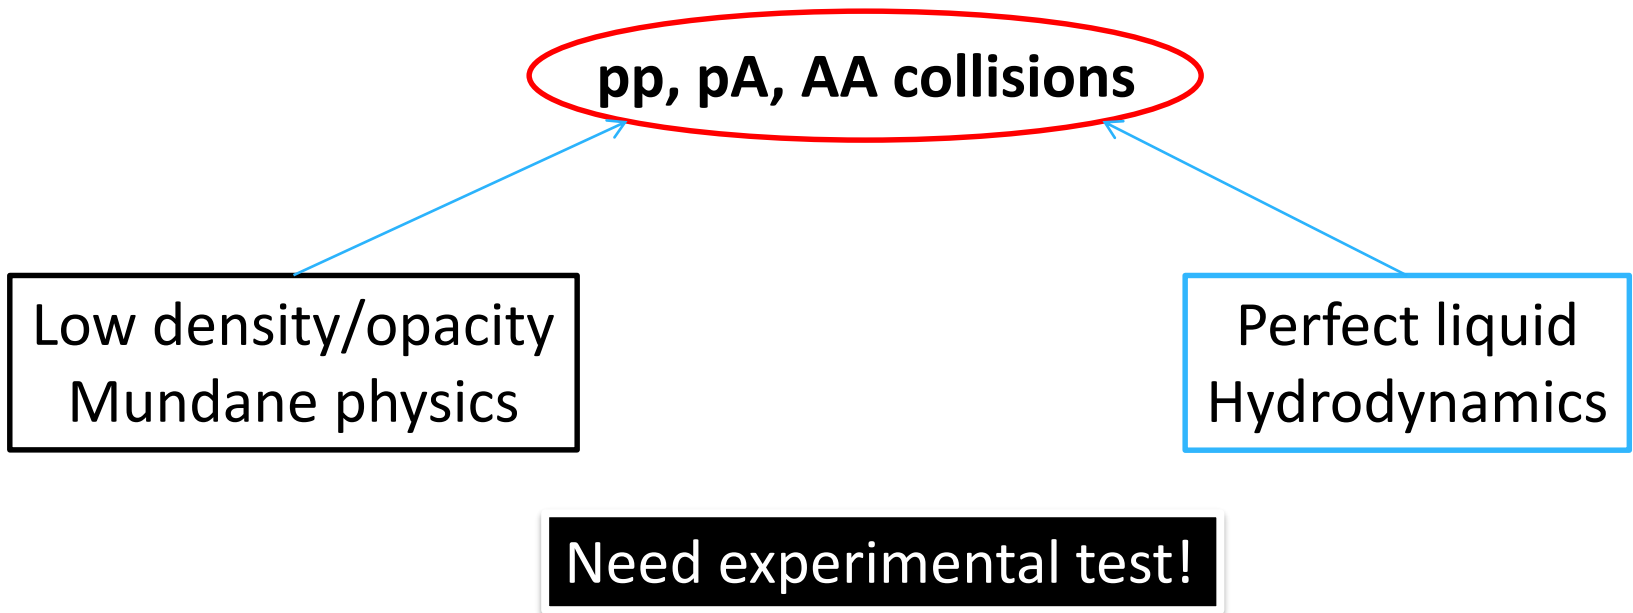 pp, pA, AA collisions
Low density/opacity
Mundane physics
Perfect liquid
Hydrodynamics
Need experimental test!